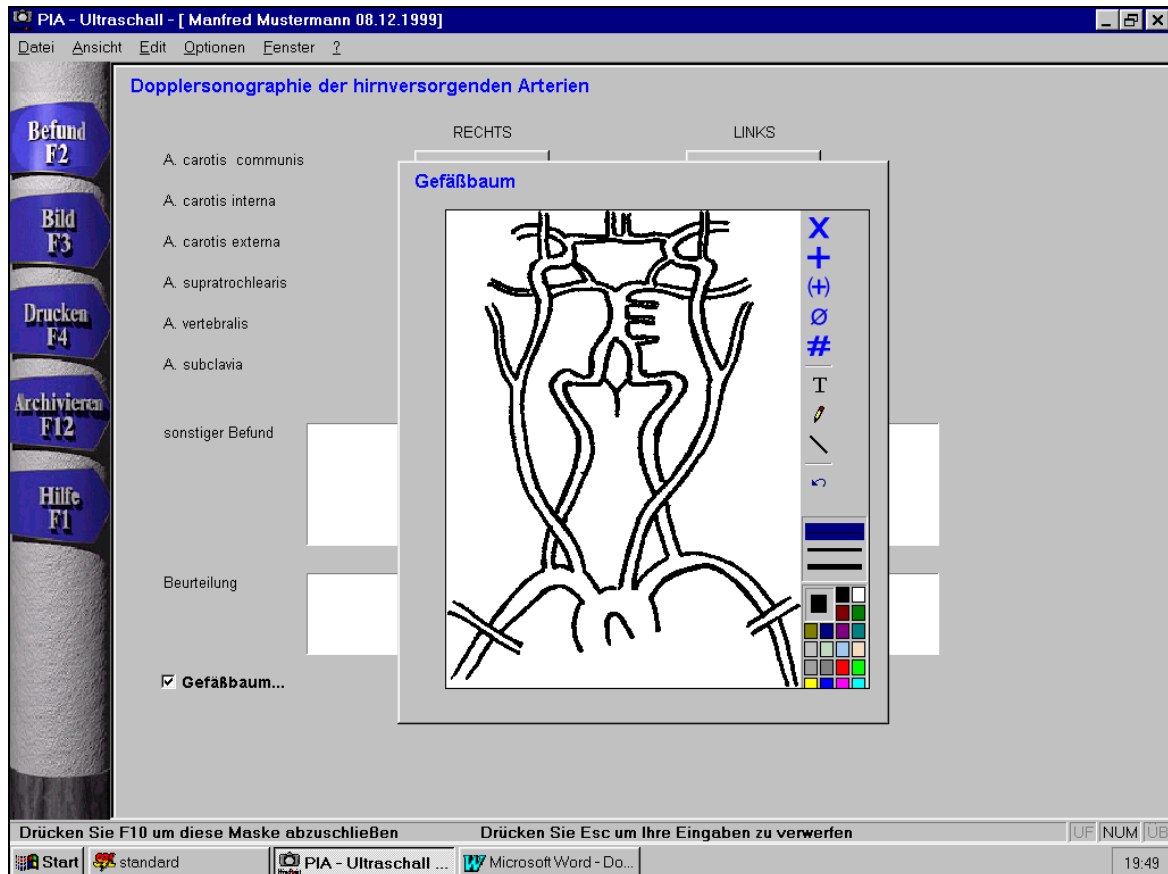 PIA - Ultraschall - [ Manfred Mustermann 08.12.1999]
Datei Ansicht Edit Optionen Fenster ?
Dopplersonographie der hirnversorgenden Arterien
RECHTS LINKS
Befund
F2
Bild
F3
Drucken
F4
Archivieren
F12
Hilfe
F1
A. carotis communis
A. carotis interna
A. carotis externa
A. supratrochlearis
A. vertebralis
A. subclavia
sonstiger Befund
Beurteilung
Gefäßbaum...
Gefäßbaum
X
+
(+)
Ø
#
T
Drücken Sie F10 um diese Maske abzuschließen Drücken Sie Esc um Ihre Eingaben zu verwerfen UF NUM ÜB
Start standard PIA - Ultraschall ... Microsoft Word - Do... 19:49